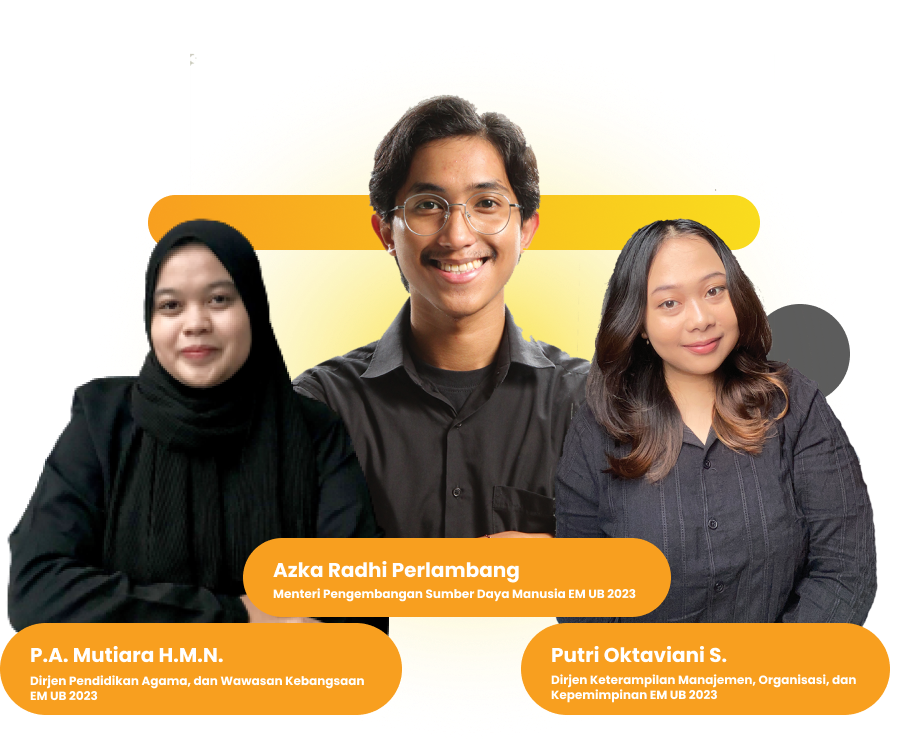 Azka Radhi Perlambang
Menteri Pengembangan Sumber Daya Manusia EM UB 2023
P.A. Mutiara H.M.N.
Dirjen Pendidikan Agama, dan Wawasan Kebangsaan
EM UB 2023
Putri Oktaviani S.
Dirjen Keterampilan Manajemen, Organisasi, dan
Kepemimpinan EM UB 2023